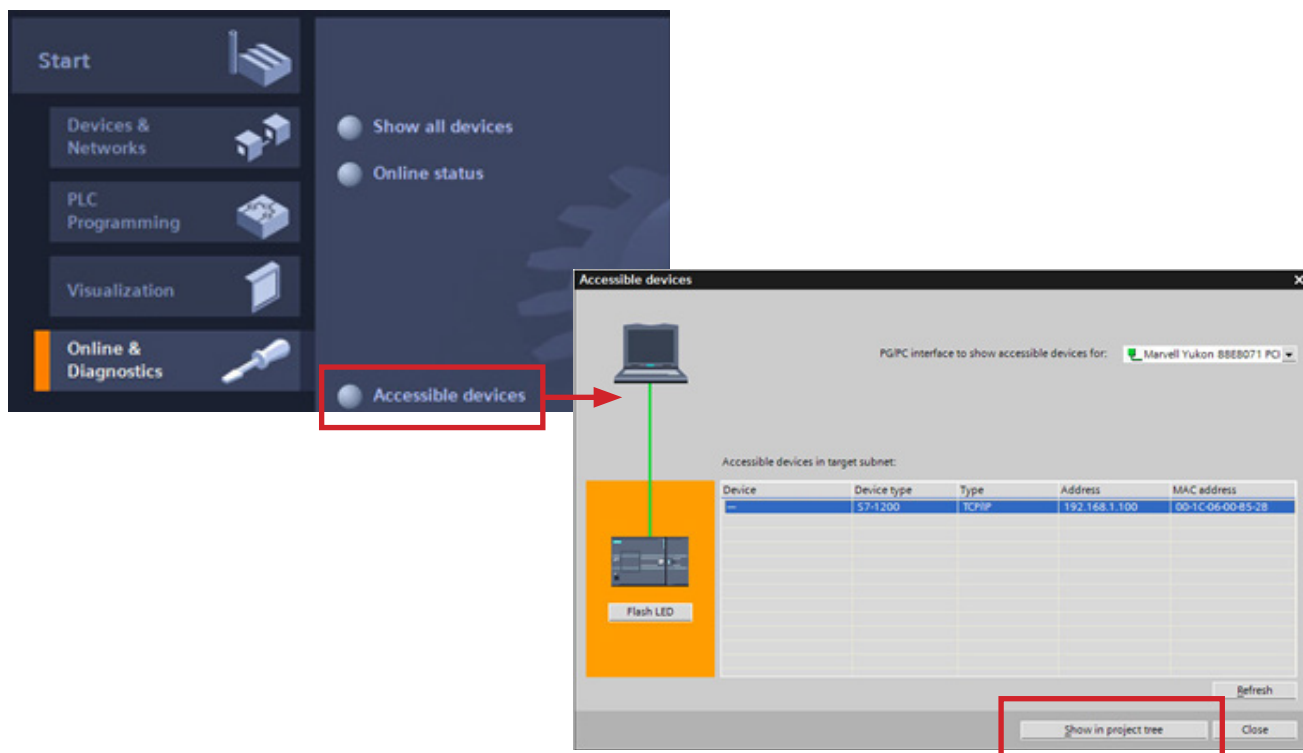 Start
Devices &
Networks
PLC
Programming
Visualization
Online &
Diagnostics
Show all devices
Online status
Accessible devices
Accessible devices
PG/PC interface to show accessible devices for: Marvell Yukon 88E8071 PCI
Accessible devices in target subnet:
Device Device type Type Address MAC address
— S7-1200 TCP/IP 192.168.1.100 00-1C-06-00-85-28
Flash LED
Refresh
Show in project tree Close